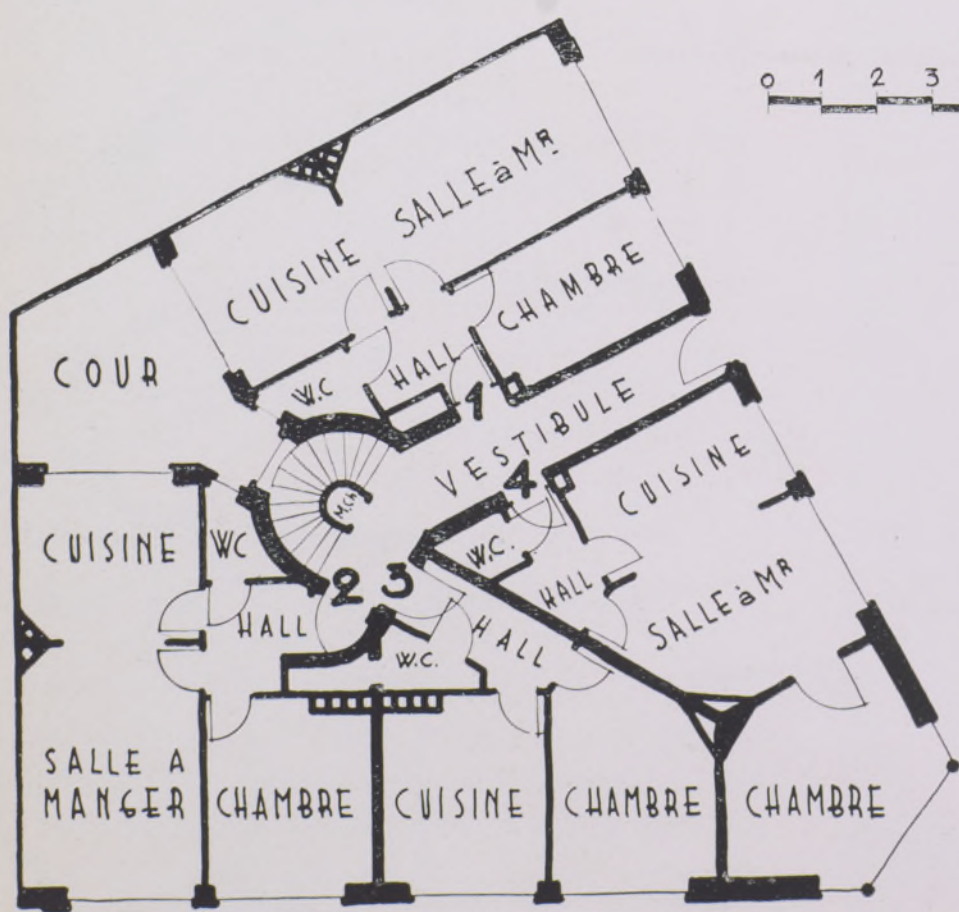 0 1 2 3
SALLE à MR
CUISINE
CHAMBRE
COUR
HALL
W.C
1
VESTIBULE
4
CUISINE
M.Ch.
CUISINE
WC
W.C.
HALL
SALLE à MR
2 3
HALL
HALL
W.C.
SALLE A
MANGER
CHAMBRE
CUISINE
CHAMBRE
CHAMBRE